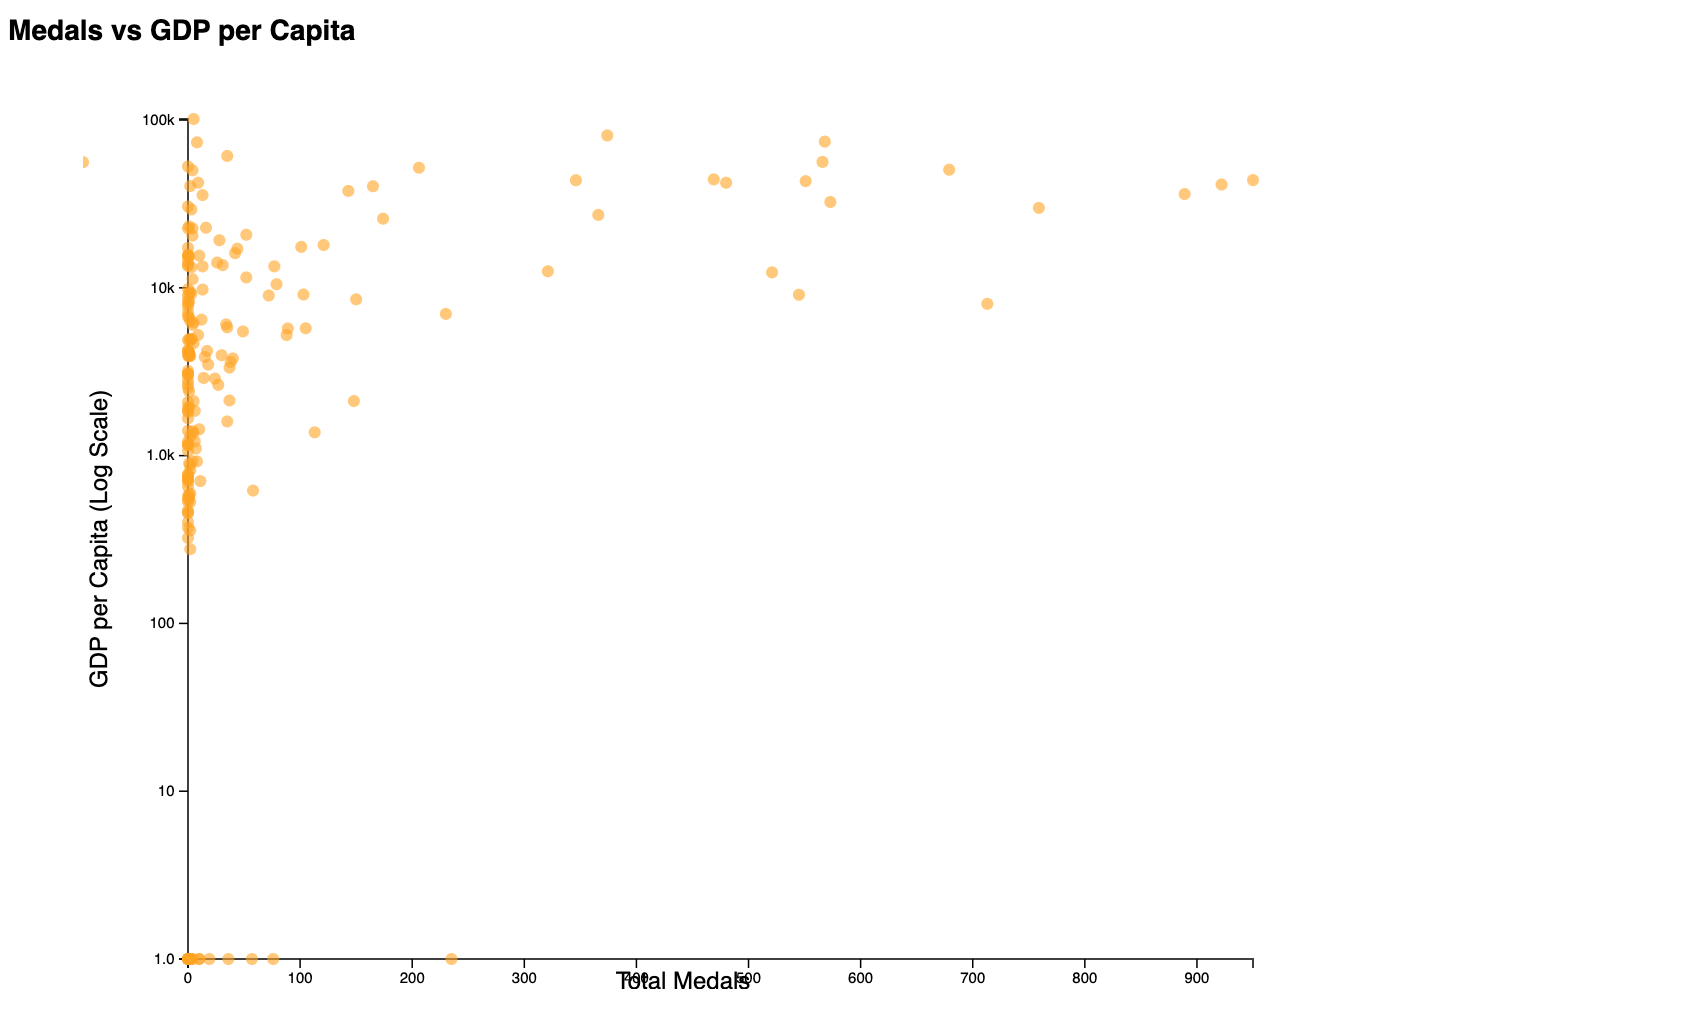 Medals vs GDP per Capita
100k
10k
1.0k
100
10
1.0
GDP per Capita (Log Scale)
0 100 200 300 400 500 600 700 800 900
Total Medals